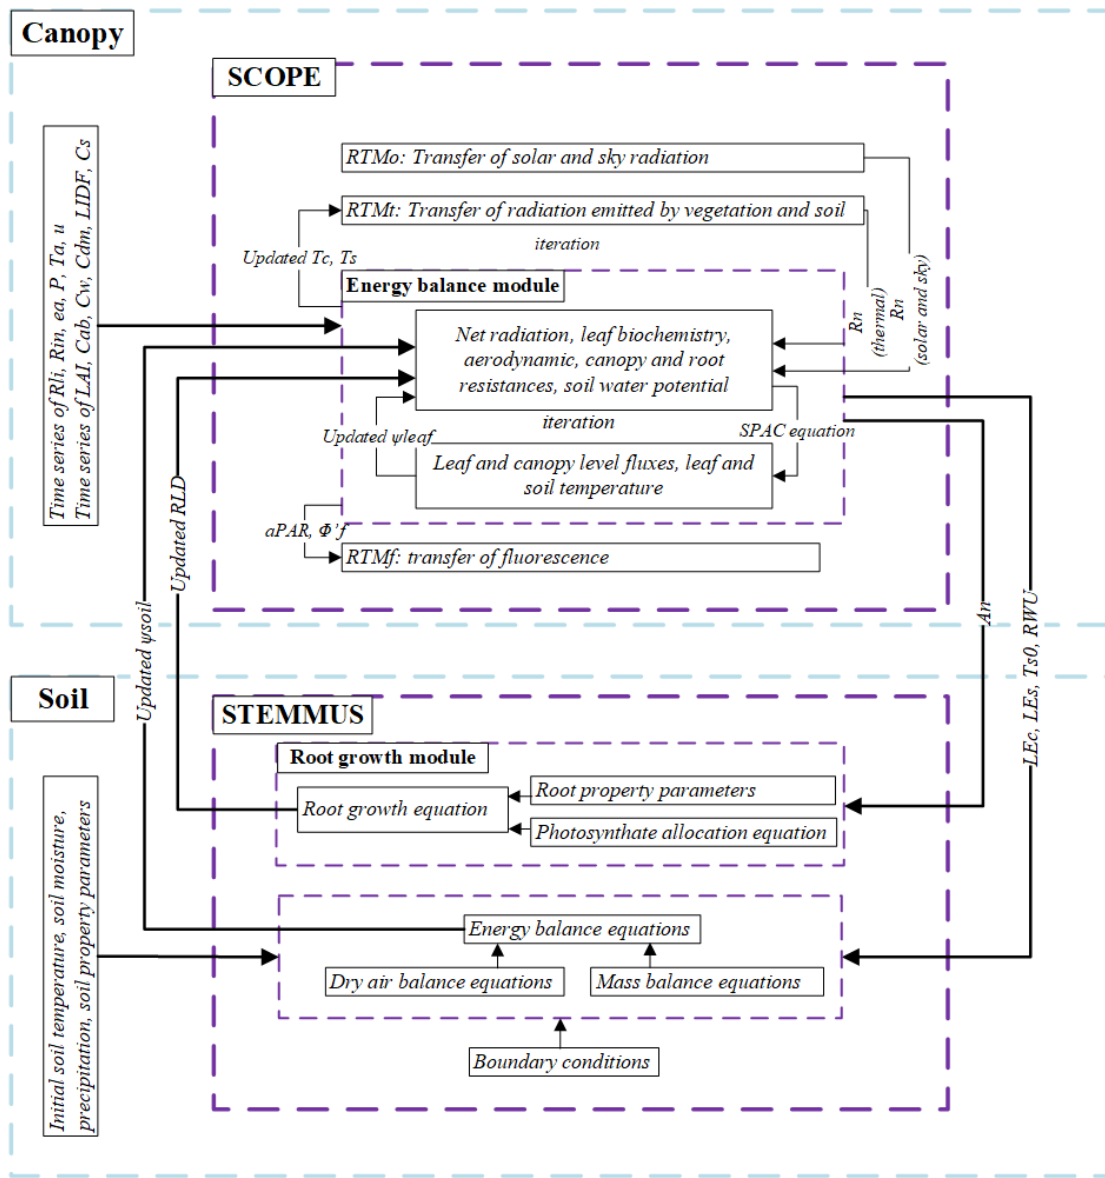 Canopy
SCOPE
Time series of Rli, Rin, ea, P, Ta, u
Time series of LAI, Cab, Cw, Cdm, LIDF, Cs
RTMo: Transfer of solar and sky radiation
RTMt: Transfer of radiation emitted by vegetation and soil
iteration
Updated Tc, Ts
Energy balance module
Rn
(thermal)
Rn
(solar and sky)
Net radiation, leaf biochemistry,
aerodynamic, canopy and root
resistances, soil water potential
iteration
Updated ψleaf
SPAC equation
Leaf and canopy level fluxes, leaf and
soil temperature
aPAR, Φ'f
RTMf: transfer of fluorescence
Updated RLD
Updated ψsoil
An
LEc, LEs, Ts0, RWU
Soil
STEMMUS
Root growth module
Root growth equation
Root property parameters
Photosynthate allocation equation
Initial soil temperature, soil moisture,
precipitation, soil property parameters
Energy balance equations
Dry air balance equations
Mass balance equations
Boundary conditions